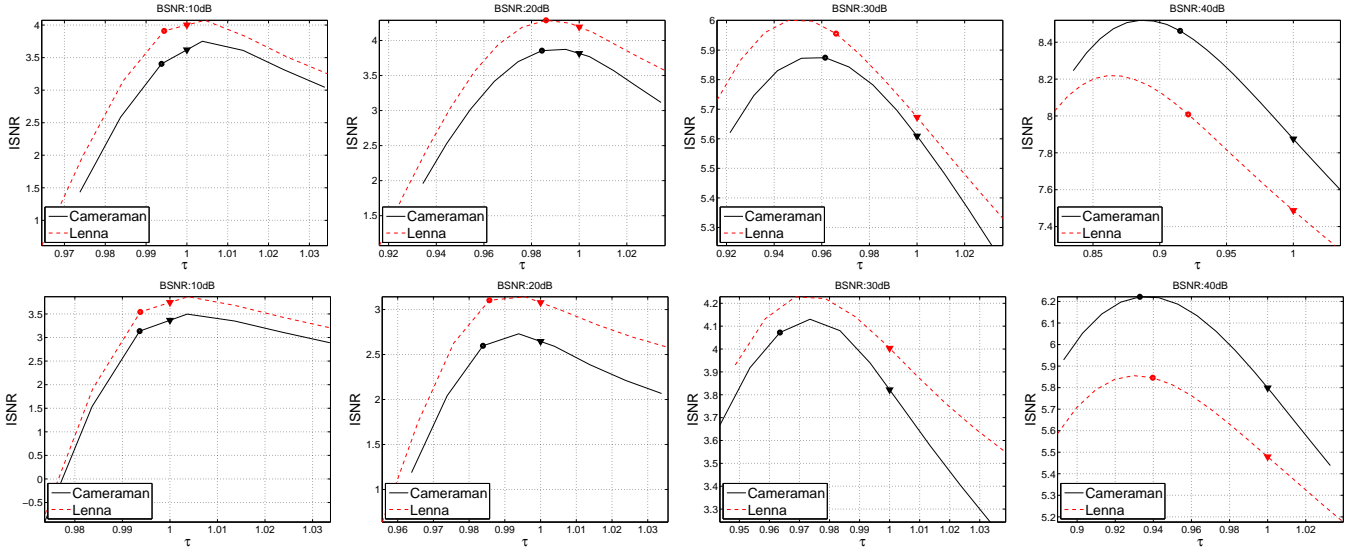 BSNR:10dB
ISNR
4
3.5
3
2.5
2
1.5
1
Cameraman
Lenna
0.97 0.98 0.99 1 1.01 1.02 1.03
τ
BSNR:20dB
ISNR
4
3.5
3
2.5
2
1.5
Cameraman
Lenna
0.92 0.94 0.96 0.98 1 1.02
τ
BSNR:30dB
ISNR
6
5.9
5.8
5.7
5.6
5.5
5.4
5.3
Cameraman
Lenna
0.92 0.94 0.96 0.98 1 1.02
τ
BSNR:40dB
ISNR
8.4
8.2
8
7.8
7.6
7.4
Cameraman
Lenna
0.85 0.9 0.95 1
τ
BSNR:10dB
ISNR
3.5
3
2.5
2
1.5
1
0.5
0
−0.5
Cameraman
Lenna
0.98 0.99 1 1.01 1.02 1.03
τ
BSNR:20dB
ISNR
3
2.5
2
1.5
1
Cameraman
Lenna
0.96 0.97 0.98 0.99 1 1.01 1.02 1.03
τ
BSNR:30dB
ISNR
4.2
4.1
4
3.9
3.8
3.7
3.6
3.5
3.4
3.3
Cameraman
Lenna
0.95 0.96 0.97 0.98 0.99 1 1.01 1.02 1.03
τ
BSNR:40dB
ISNR
6.2
6.1
6
5.9
5.8
5.7
5.6
5.5
5.4
5.3
5.2
Cameraman
Lenna
0.9 0.92 0.94 0.96 0.98 1 1.02
τ